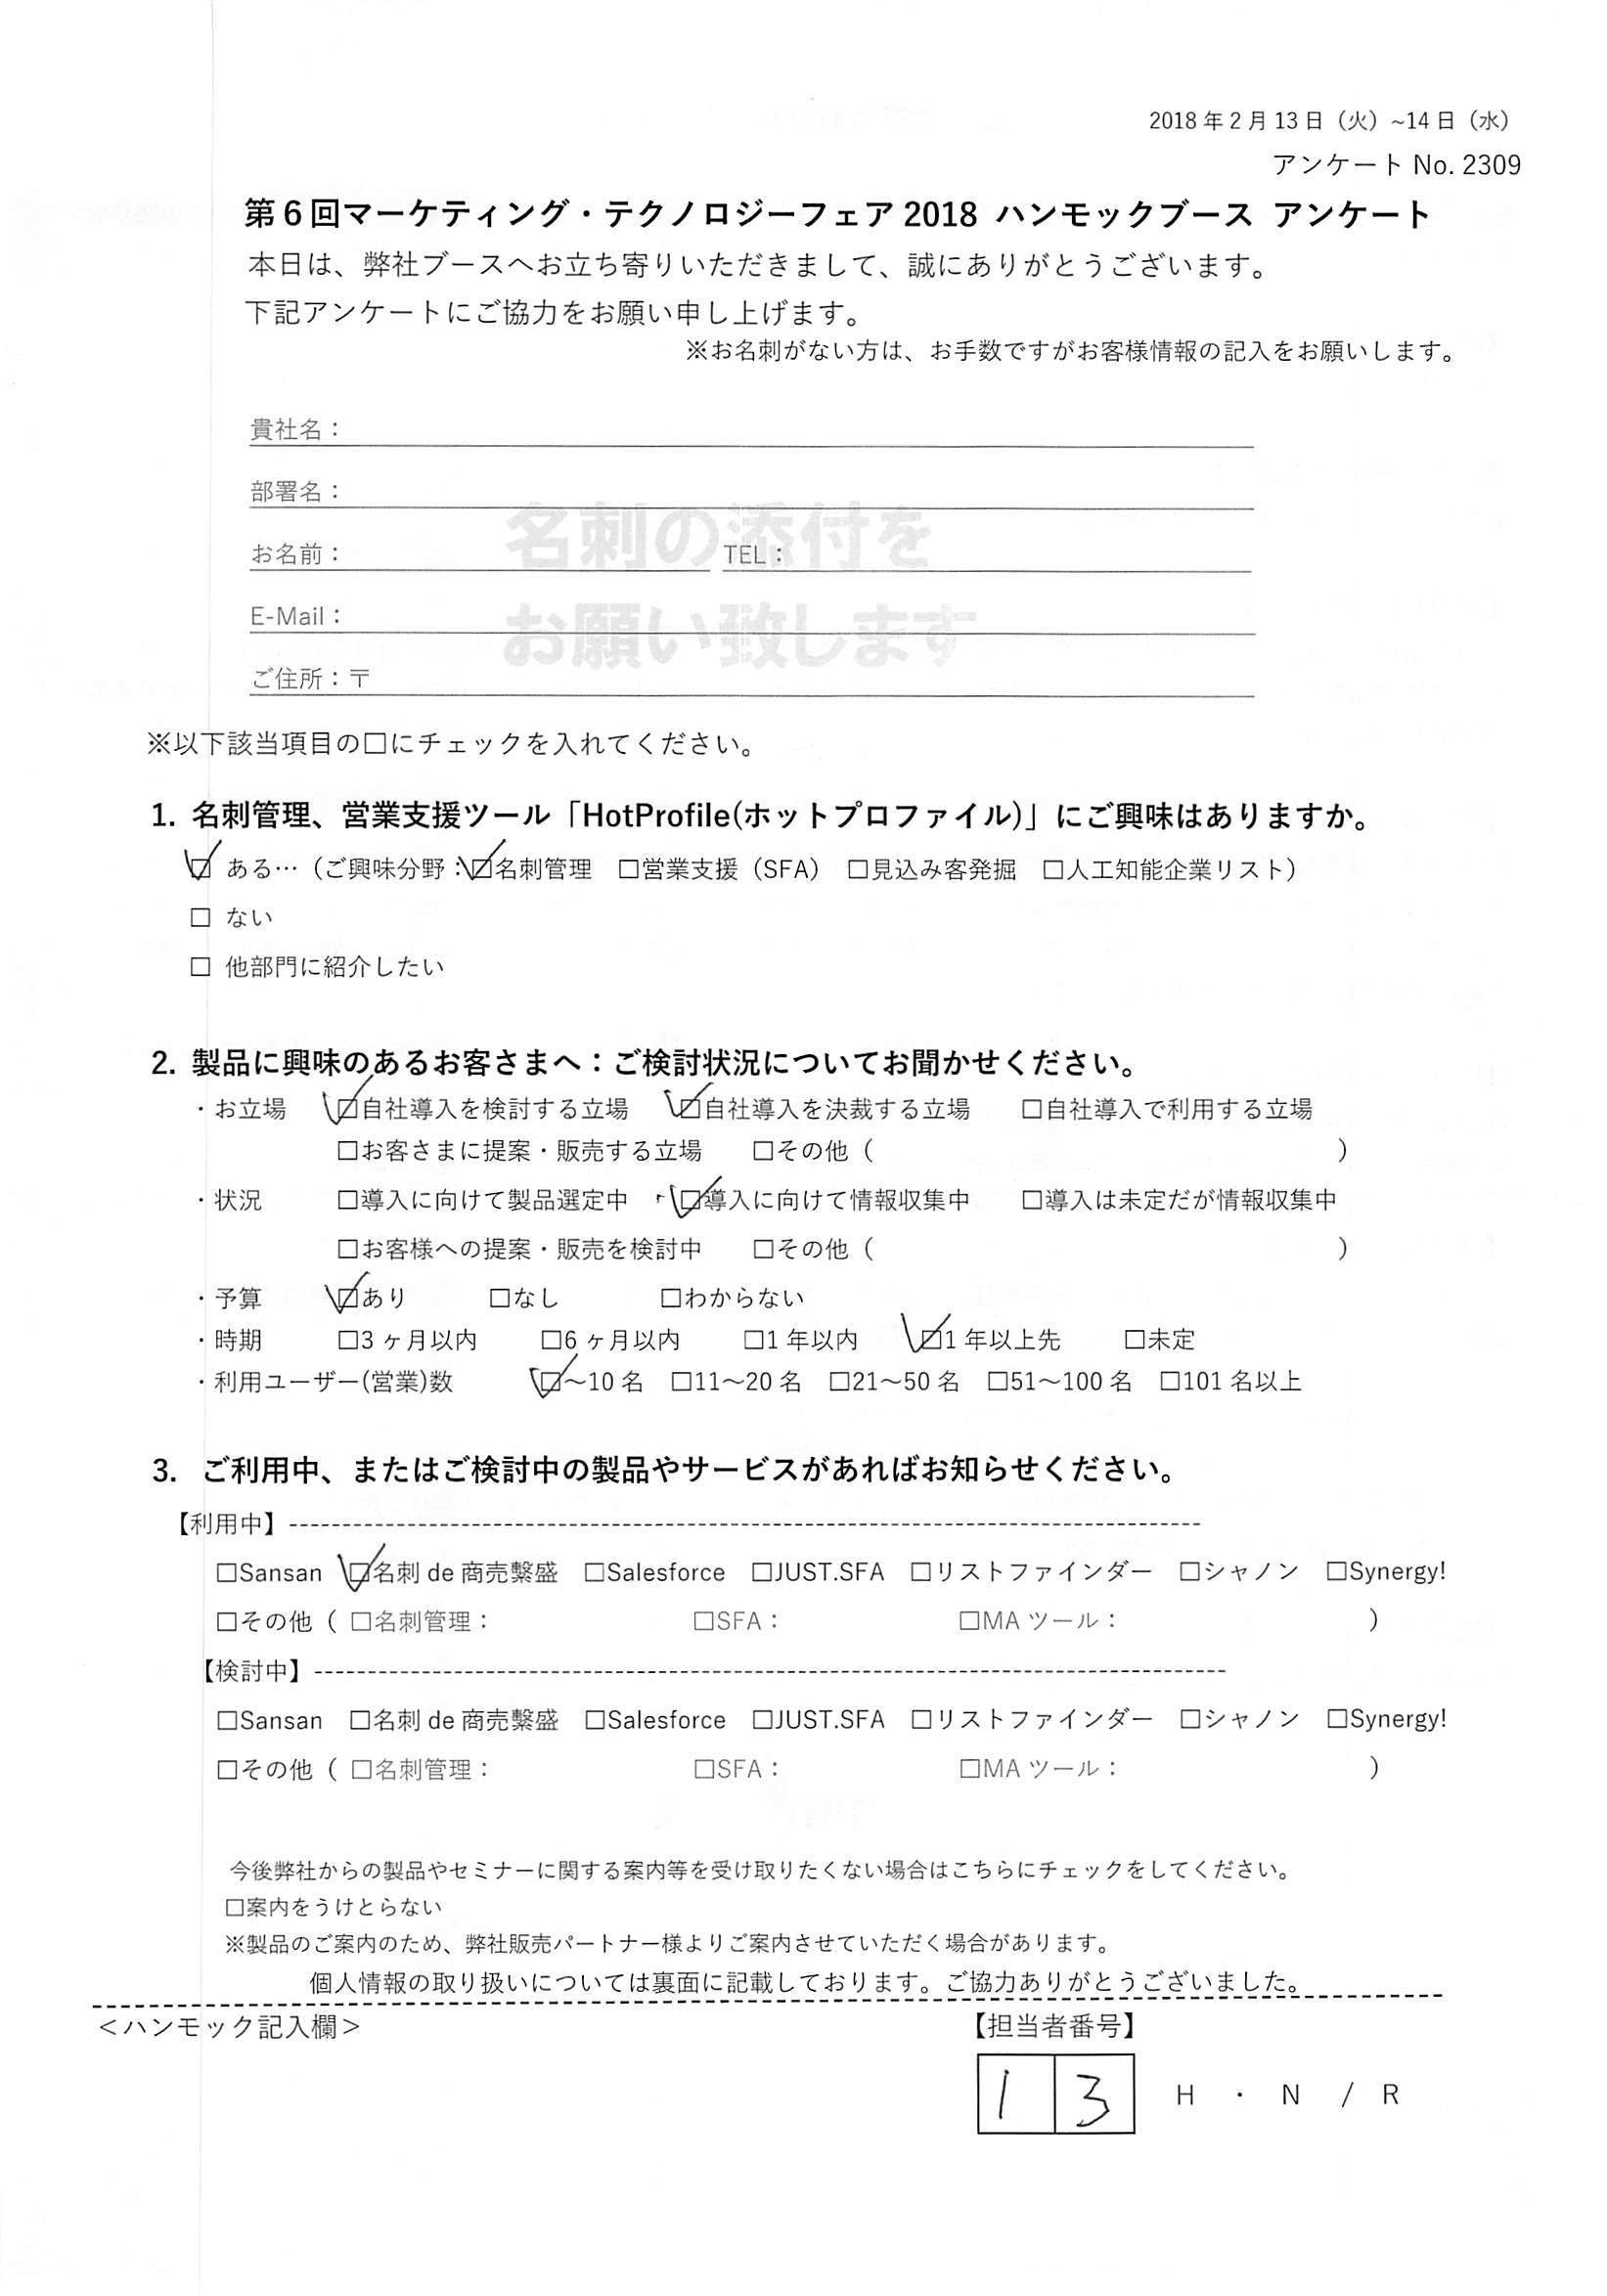 2018年2月13日（火）~14日（水）
アンケート No. 2309
第6回マーケティング・テクノロジーフェア2018 ハンモックブース アンケート
本日は、弊社ブースへお立ち寄りいただきまして、誠にありがとうございます。
下記アンケートにご協力をお願い申し上げます。
※お名刺がない方は、お手数ですがお客様情報の記入をお願いします。
貴社名：
部署名：
名刺の添付を
お名前： TEL：
お願い致します
E-Mail：
ご住所：〒
※以下該当項目の□にチェックを入れてください。
1. 名刺管理、営業支援ツール「HotProfile(ホットプロファイル)」にご興味はありますか。
☑ ある…（ご興味分野：☑名刺管理 □営業支援（SFA） □見込み客発掘 □人工知能企業リスト）
□ ない
□ 他部門に紹介したい
2. 製品に興味のあるお客さまへ：ご検討状況についてお聞かせください。
・お立場 ☑自社導入を検討する立場 ☑自社導入を決裁する立場 □自社導入で利用する立場
□お客さまに提案・販売する立場 □その他（ ）
・状況 □導入に向けて製品選定中 ☑導入に向けて情報収集中 □導入は未定だが情報収集中
□お客様への提案・販売を検討中 □その他（ ）
・予算 ☑あり □なし □わからない
・時期 □3ヶ月以内 □6ヶ月以内 □1年以内 ☑1年以上先 □未定
・利用ユーザー(営業)数 ☑～10名 □11～20名 □21～50名 □51～100名 □101名以上
3. ご利用中、またはご検討中の製品やサービスがあればお知らせください。
【利用中】
□Sansan ☑名刺de商売繫盛 □Salesforce □JUST.SFA □リストファインダー □シャノン □Synergy!
□その他（ □名刺管理： □SFA： □MAツール： ）
【検討中】
□Sansan □名刺de商売繫盛 □Salesforce □JUST.SFA □リストファインダー □シャノン □Synergy!
□その他（ □名刺管理： □SFA： □MAツール： ）
今後弊社からの製品やセミナーに関する案内等を受け取りたくない場合はこちらにチェックをしてください。
□案内をうけとらない
※製品のご案内のため、弊社販売パートナー様よりご案内させていただく場合があります。
個人情報の取り扱いについては裏面に記載しております。ご協力ありがとうございました。
＜ハンモック記入欄＞ 【担当者番号】
1 3 H ・ N / R